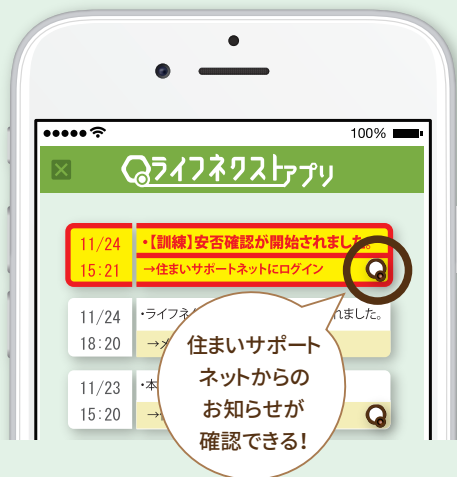 100%
ライフネクストアプリ
11/24
15:21
・【訓練】安否確認が開始されました。
→住まいサポートネットにログイン
11/24
18:20
・ライフネ
れました。
→
11/23
15:20
・本
→
住まいサポート
ネットからの
お知らせが
確認できる!